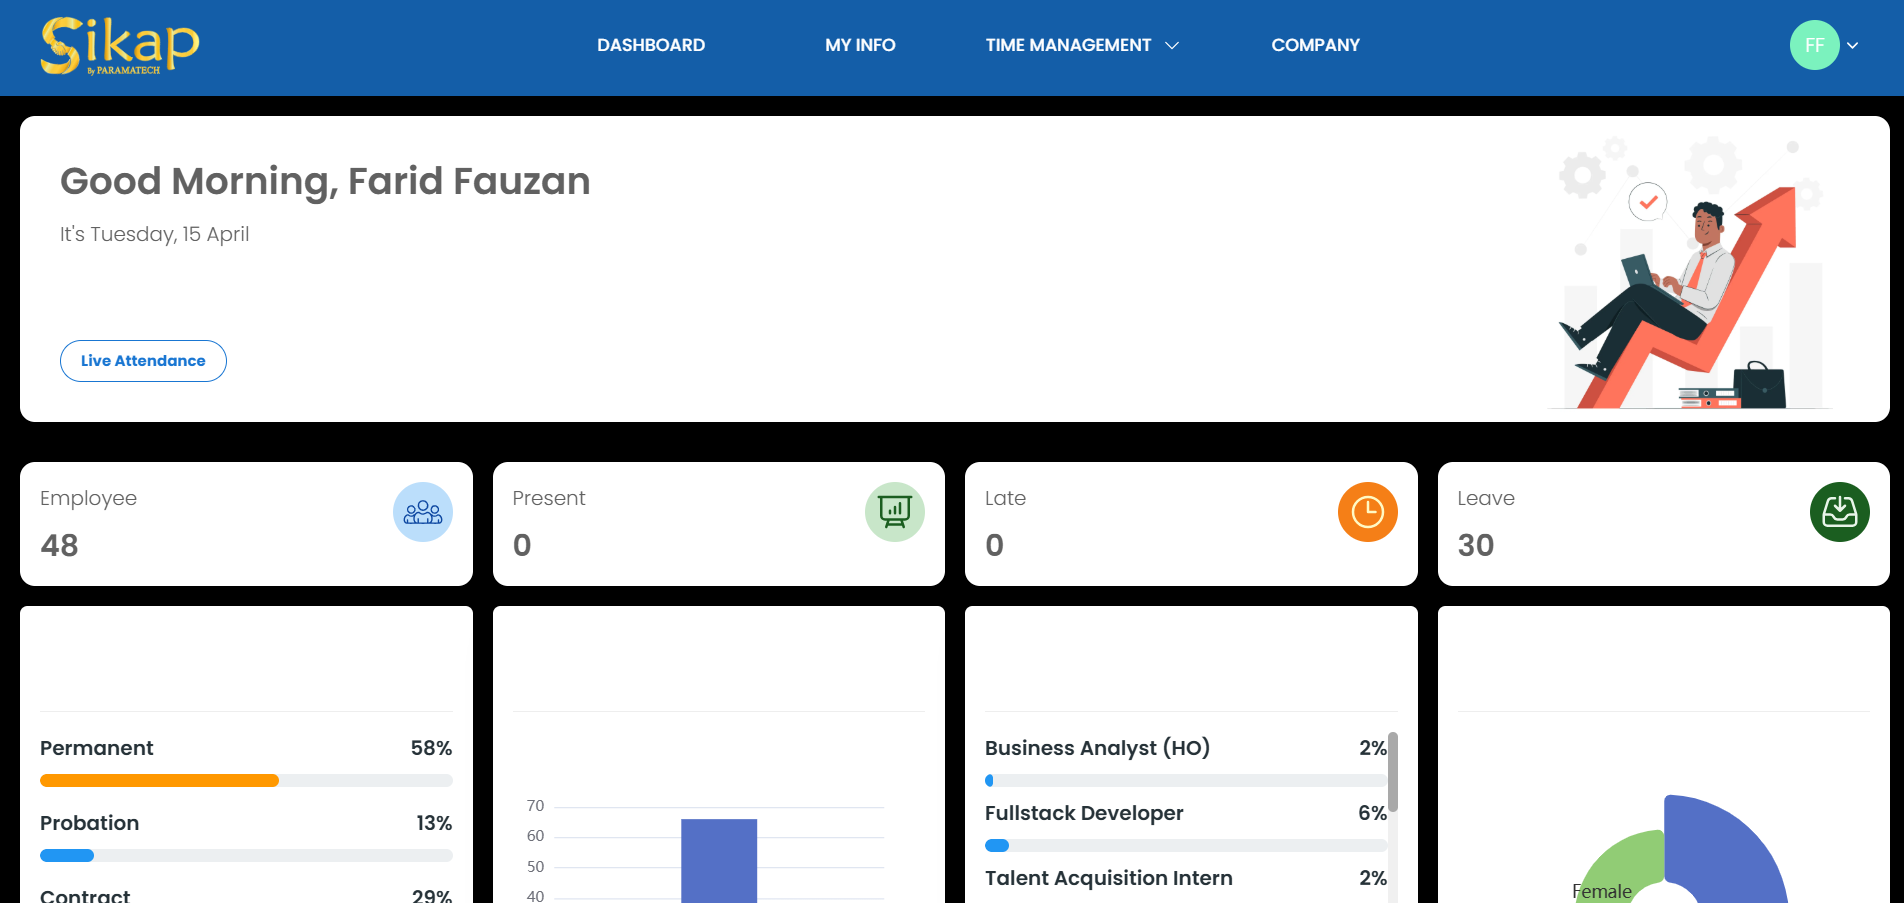 Sikap
By PARAMATECH
DASHBOARD
MY INFO
TIME MANAGEMENT
COMPANY
FF
Good Morning, Farid Fauzan
It's Tuesday, 15 April
Live Attendance
Employee
48
Present
0
Late
0
Leave
30
Permanent 58%
Probation 13%
Contract 29%
70
60
50
40
Business Analyst (HO) 2%
Fullstack Developer 6%
Talent Acquisition Intern 2%
Female